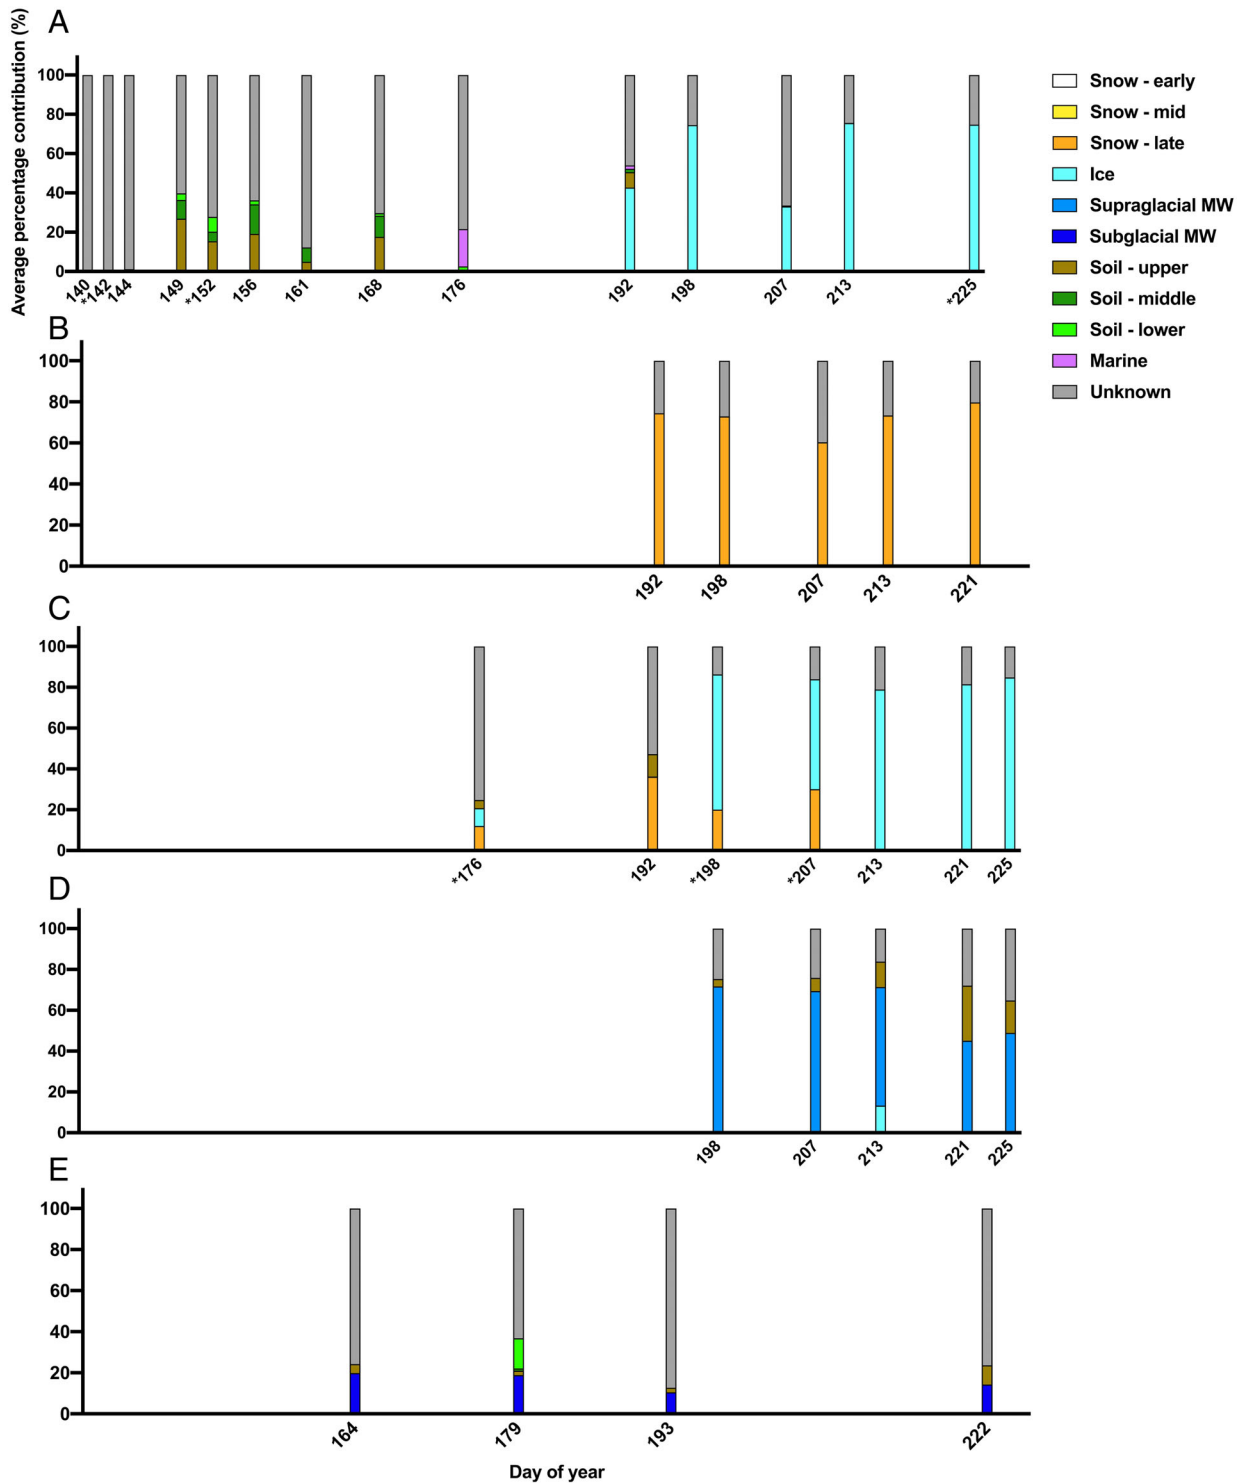 A
Average percentage contribution (%)
100
80
60
40
20
0
140 *142 144 149 *152 156 161 168 176 192 198 207 213 *225
Snow - early
Snow - mid
Snow - late
Ice
Supraglacial MW
Subglacial MW
Soil - upper
Soil - middle
Soil - lower
Marine
Unknown
B
100
80
60
40
20
0
192 198 207 213 221
C
100
80
60
40
20
0
*176 192 *198 *207 213 221 225
D
100
80
60
40
20
0
198 207 213 221 225
E
100
80
60
40
20
0
164 179 193 222
Day of year